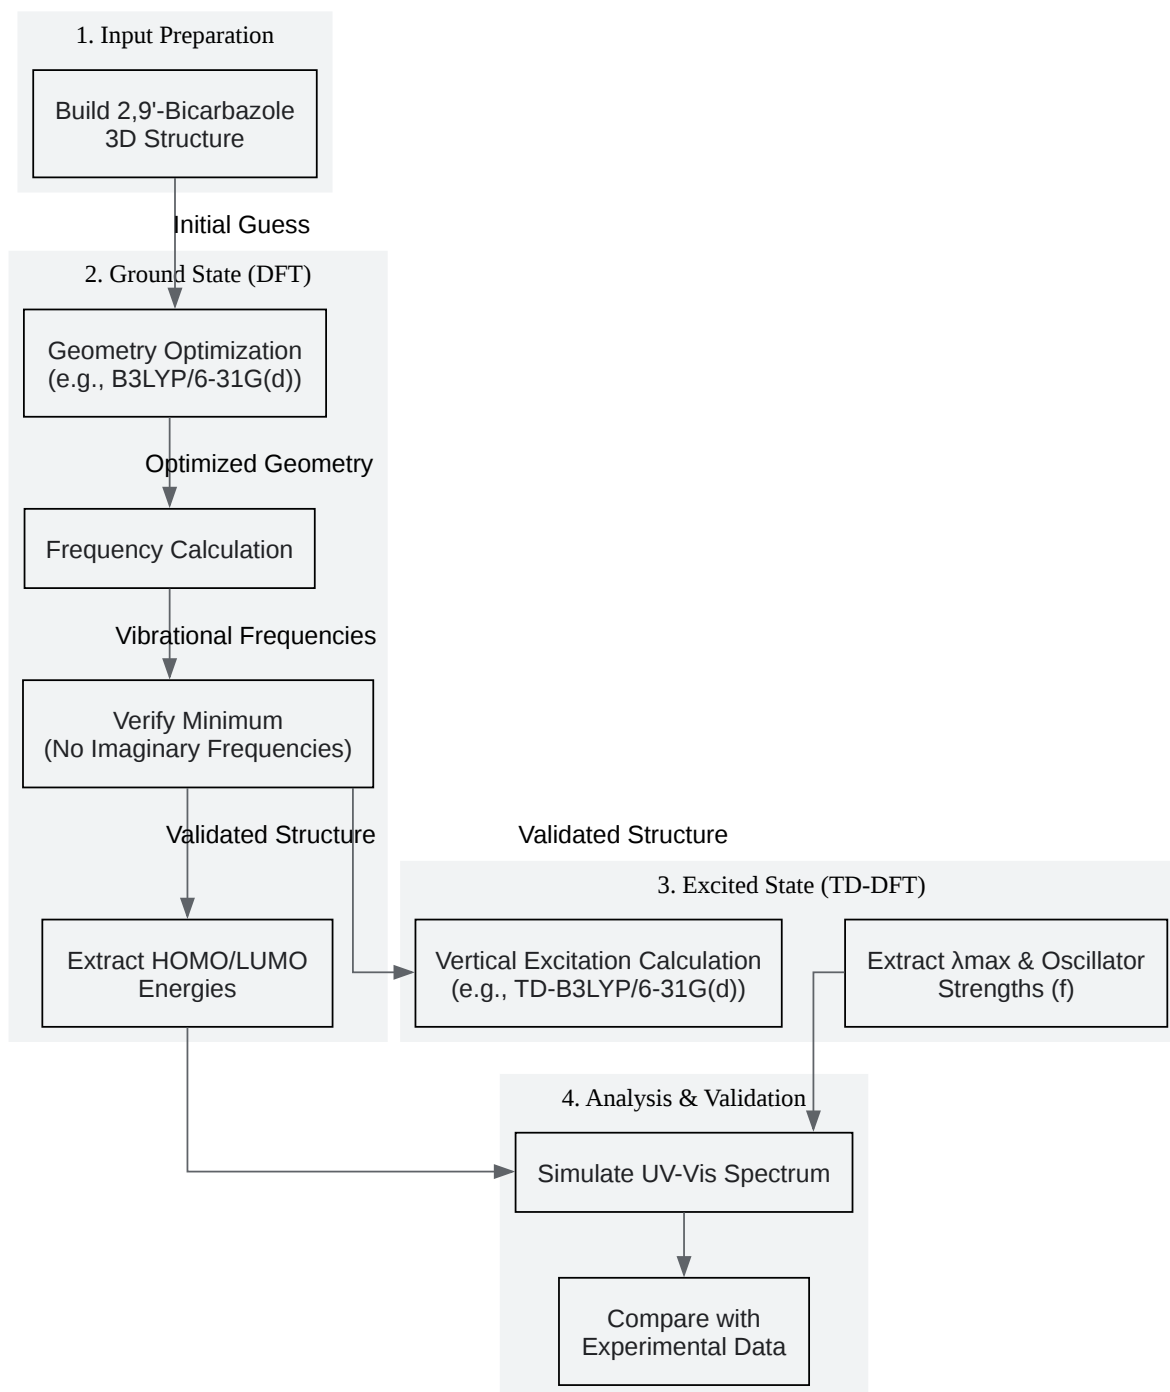 1. Input Preparation
Build 2,9'-Bicarbazole
3D Structure
Initial Guess
2. Ground State (DFT)
Geometry Optimization
(e.g., B3LYP/6-31G(d))
Optimized Geometry
Frequency Calculation
Vibrational Frequencies
Verify Minimum
(No Imaginary Frequencies)
Validated Structure
Validated Structure
3. Excited State (TD-DFT)
Extract HOMO/LUMO
Energies
Vertical Excitation Calculation
(e.g., TD-B3LYP/6-31G(d))
Extract λmax & Oscillator
Strengths (f)
4. Analysis & Validation
Simulate UV-Vis Spectrum
Compare with
Experimental Data